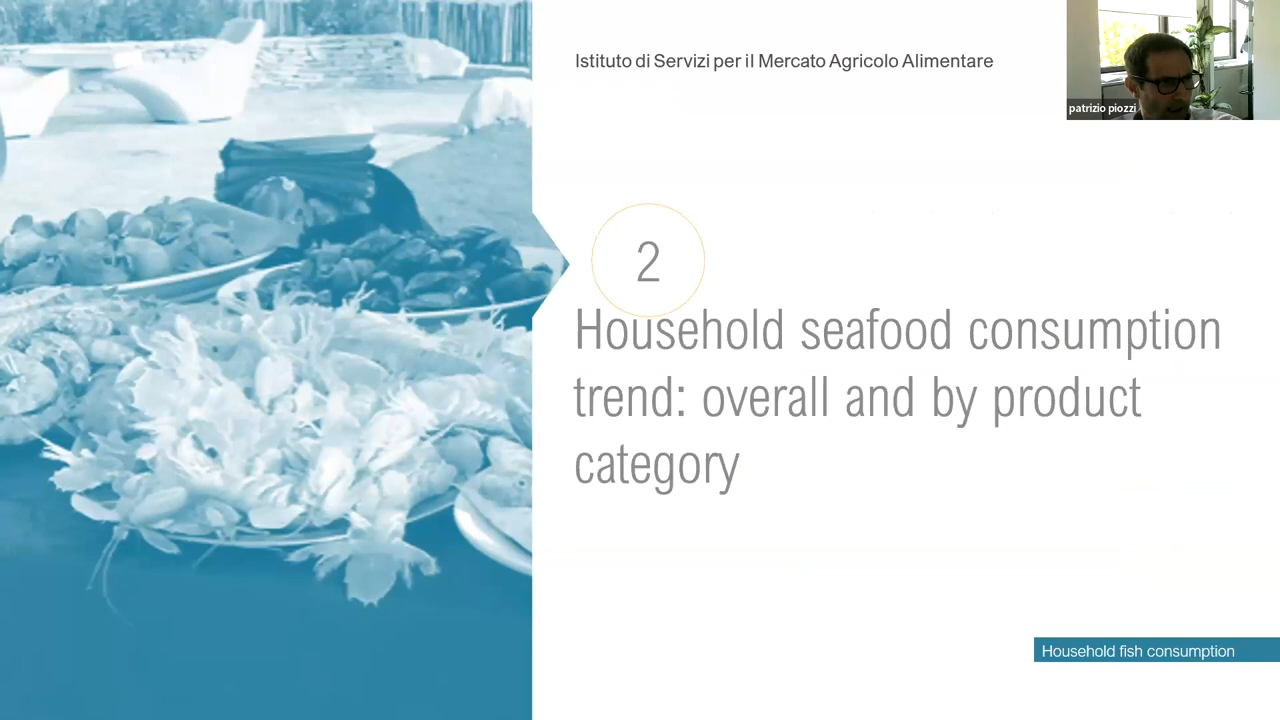 Istituto di Servizi per il Mercato Agricolo Alimentare
patrizio piozzi
2
Household seafood consumption
trend: overall and by product
category
Household fish consumption